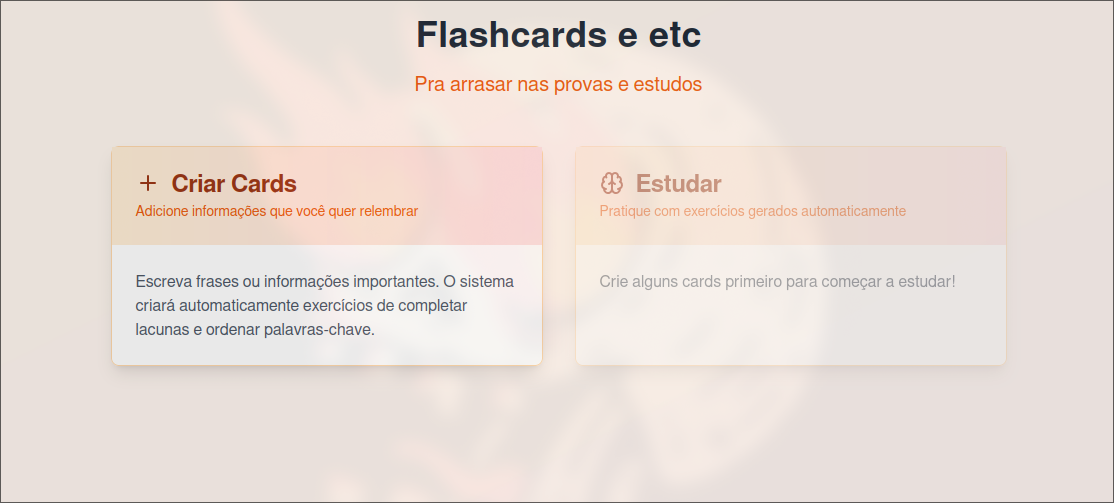 Flashcards e etc
Pra arrasar nas provas e estudos
Criar Cards
Adicione informações que você quer relembrar
Escreva frases ou informações importantes. O sistema
criará automaticamente exercícios de completar
lacunas e ordenar palavras-chave.
Estudar
Pratique com exercícios gerados automaticamente
Crie alguns cards primeiro para começar a estudar!